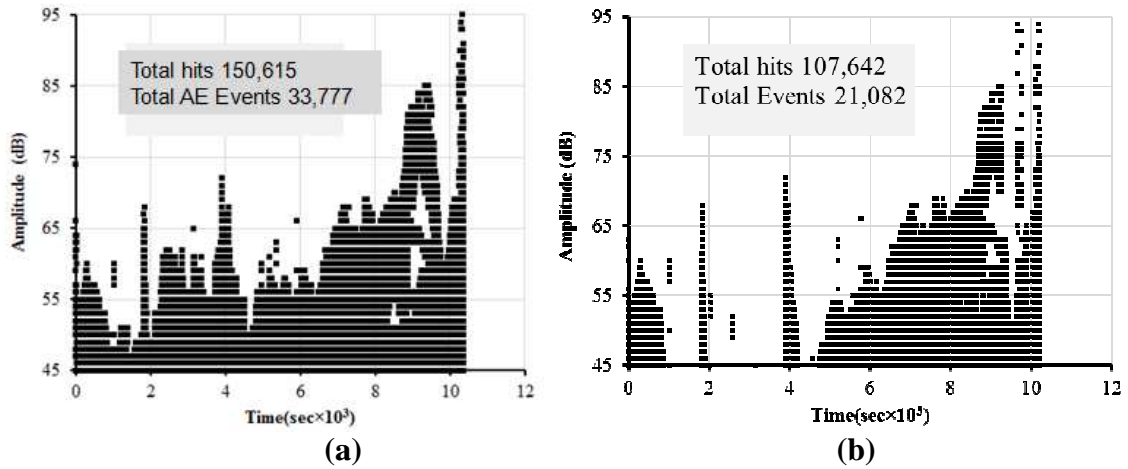 95
85
75
65
55
45
Amplitude (dB)
Total hits 150,615
Total AE Events 33,777
0 2 4 6 8 10 12
Time(sec×10³)
(a)
95
85
75
65
55
45
Amplitude (dB)
Total hits 107,642
Total Events 21,082
0 2 4 6 8 10 12
Time(sec×10³)
(b)